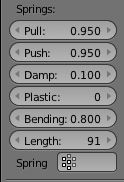 Springs:
Pull: 0.950
Push: 0.950
Damp: 0.100
Plastic: 0
Bending: 0.800
Length: 91
Spring